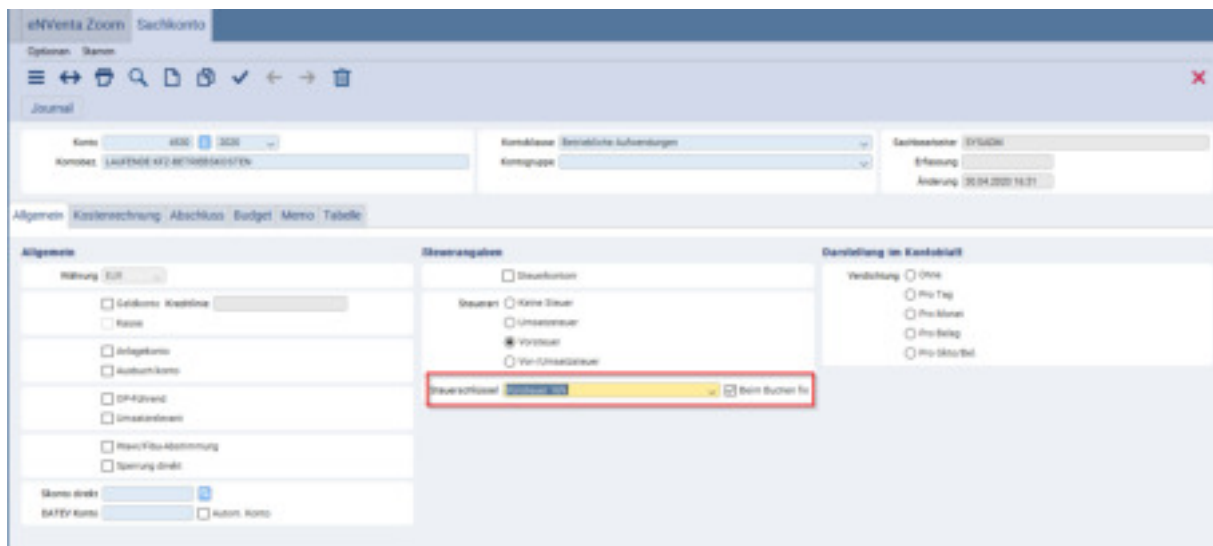 eNVenta Zoom Sachkonto
Optionen Stamm
Journal
Konto 2020
Kontobez. LAUFENDE KFZ-BETRIEBSKOSTEN
Kontoklasse Betriebliche Aufwendungen
Kontogruppe
Sachbearbeiter SYSADM
Erfassung
Änderung 30.04.2020 16:31
Allgemein Kostenrechnung Abschluss Budget Memo Tabelle
Allgemein
Währung EUR
Geldkonto Kreditlinie
Kasse
Anlagekonto
Ausbuch.konto
OP-Führend
Umsatzrelevant
Wawi/Fibu-Abstimmung
Sperrung direkt
Skonto direkt
DATEV Konto Autom. Konto
Steuerangaben
Steuerkonto
Steuerart Keine Steuer
Umsatzsteuer
Vorsteuer
Vor-/Umsatzsteuer
Steuerschlüssel Beim Buchen fix
Darstellung im Kontoblatt
Verdichtung Ohne
Pro Tag
Pro Monat
Pro Beleg
Pro Skto/Bel.